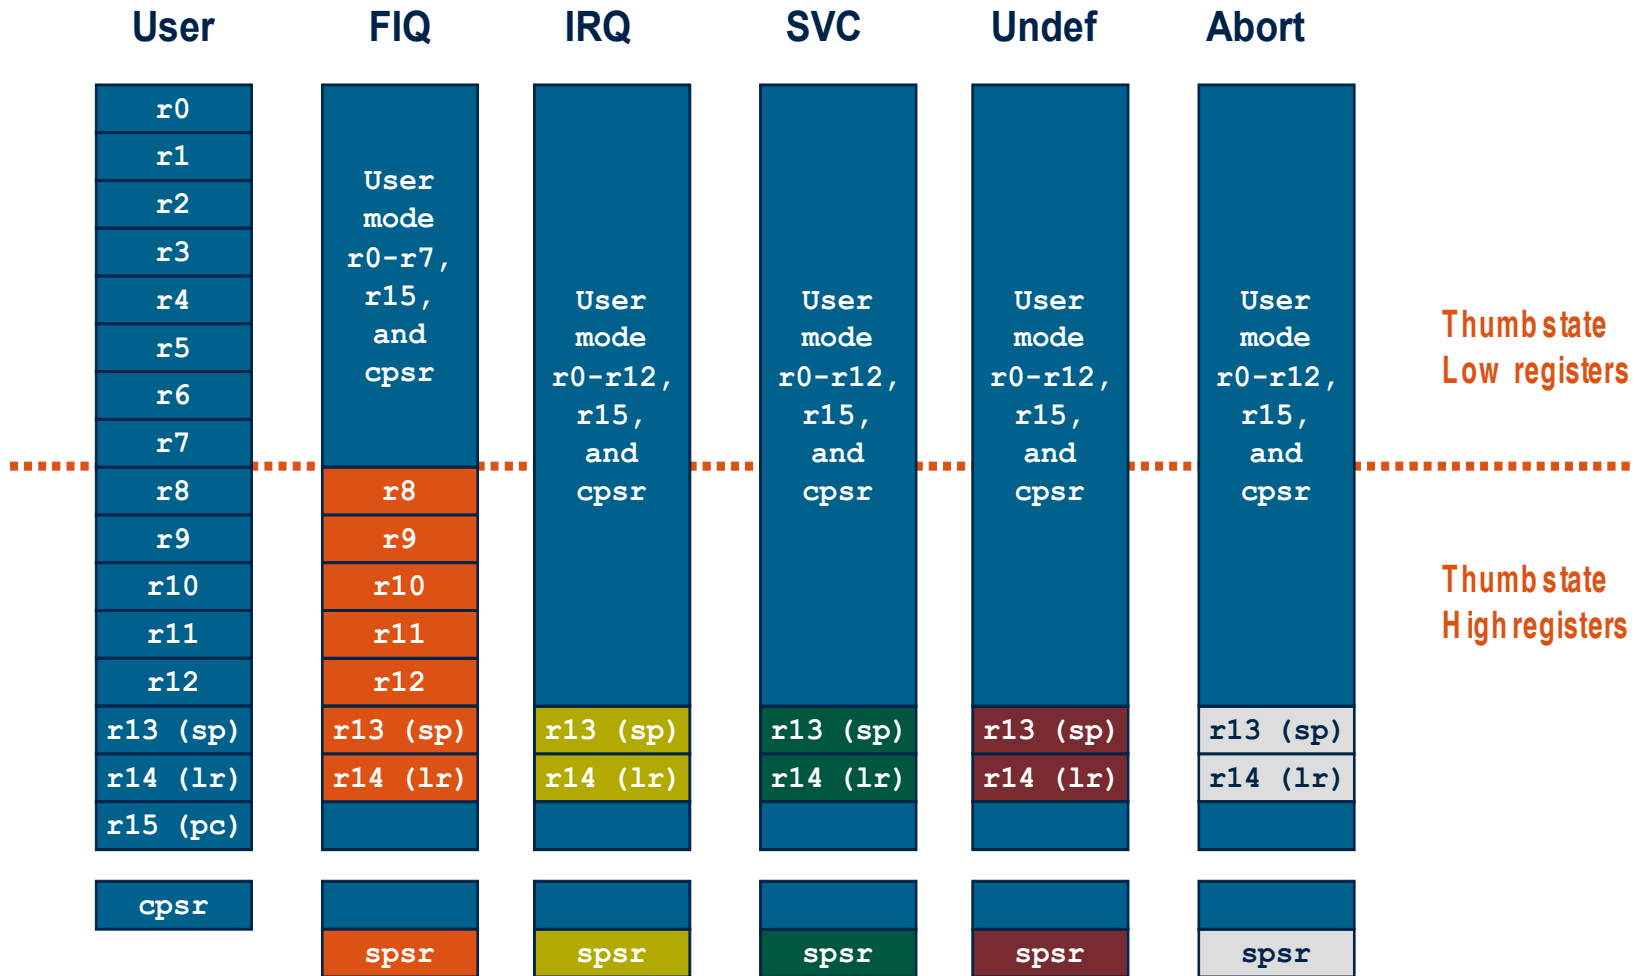 User
FIQ
IRQ
SVC
Undef
Abort
r0
r1
r2
r3
r4
r5
r6
r7
r8
r9
r10
r11
r12
r13 (sp)
r14 (lr)
r15 (pc)
cpsr
User
mode
r0-r7,
r15,
and
cpsr
r8
r9
r10
r11
r12
r13 (sp)
r14 (lr)
spsr
User
mode
r0-r12,
r15,
and
cpsr
r13 (sp)
r14 (lr)
spsr
User
mode
r0-r12,
r15,
and
cpsr
r13 (sp)
r14 (lr)
spsr
User
mode
r0-r12,
r15,
and
cpsr
r13 (sp)
r14 (lr)
spsr
User
mode
r0-r12,
r15,
and
cpsr
r13 (sp)
r14 (lr)
spsr
Thumb state
Low registers
Thumb state
High registers